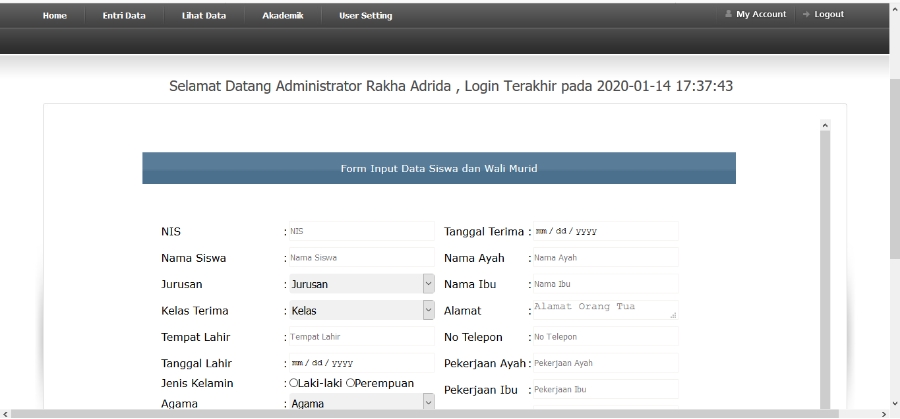 Home Entri Data Lihat Data Akademik User Setting My Account Logout
Selamat Datang Administrator Rakha Adrida , Login Terakhir pada 2020-01-14 17:37:43
Form Input Data Siswa dan Wali Murid
NIS : NIS Tanggal Terima : mm / dd / yyyy
Nama Siswa : Nama Siswa Nama Ayah : Nama Ayah
Jurusan : Jurusan Nama Ibu : Nama Ibu
Kelas Terima : Kelas Alamat : Alamat Orang Tua
Tempat Lahir : Tempat Lahir No Telepon : No Telepon
Tanggal Lahir : mm / dd / yyyy Pekerjaan Ayah : Pekerjaan Ayah
Jenis Kelamin : Laki-laki Perempuan Pekerjaan Ibu : Pekerjaan Ibu
Agama : Agama